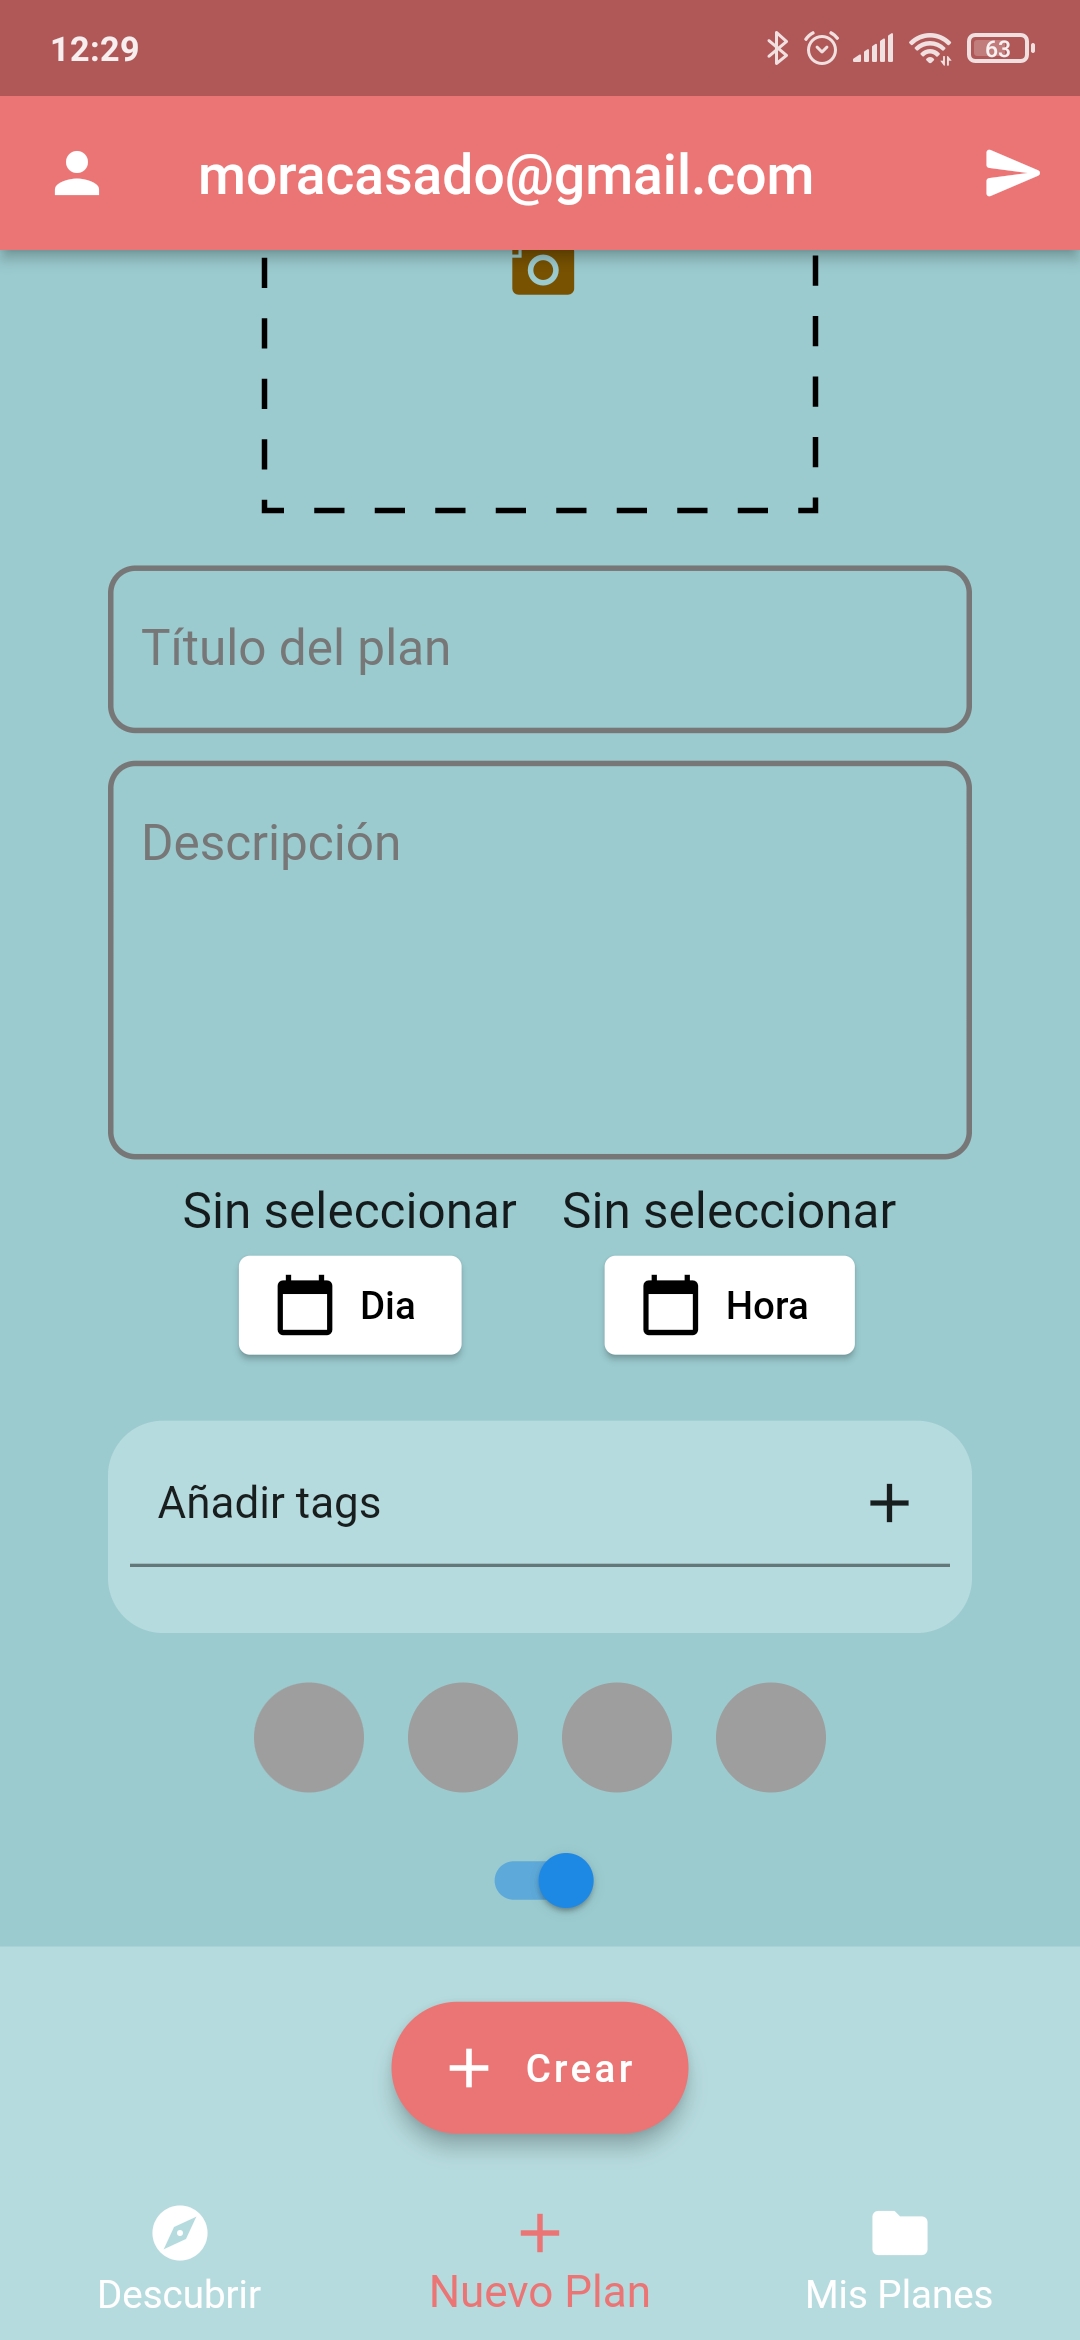 12:29
63
moracasado@gmail.com
Título del plan
Descripción
Sin seleccionar Sin seleccionar
Dia Hora
Añadir tags
Crear
Descubrir Nuevo Plan Mis Planes